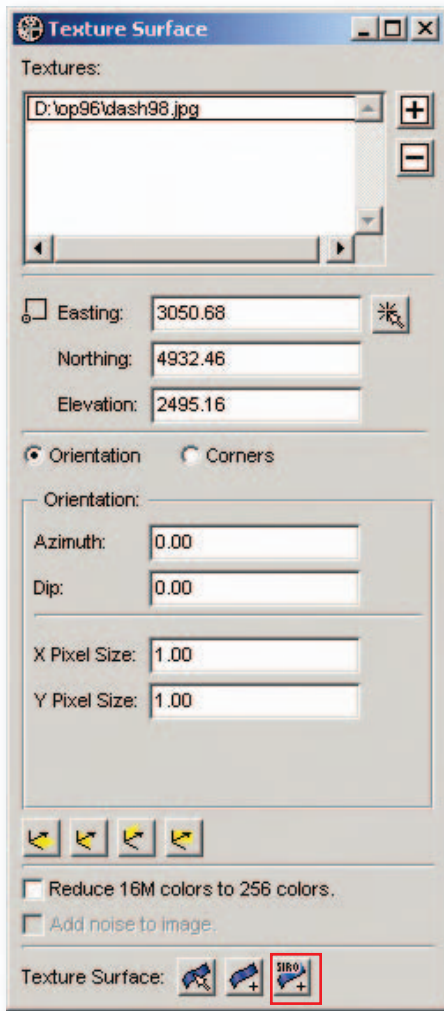 Texture Surface
Textures:
D:\op96\dash98.jpg
Easting: 3050.68
Northing: 4932.46
Elevation: 2495.16
Orientation Corners
Orientation:
Azimuth: 0.00
Dip: 0.00
X Pixel Size: 1.00
Y Pixel Size: 1.00
Reduce 16M colors to 256 colors.
Add noise to image.
Texture Surface: SIRO